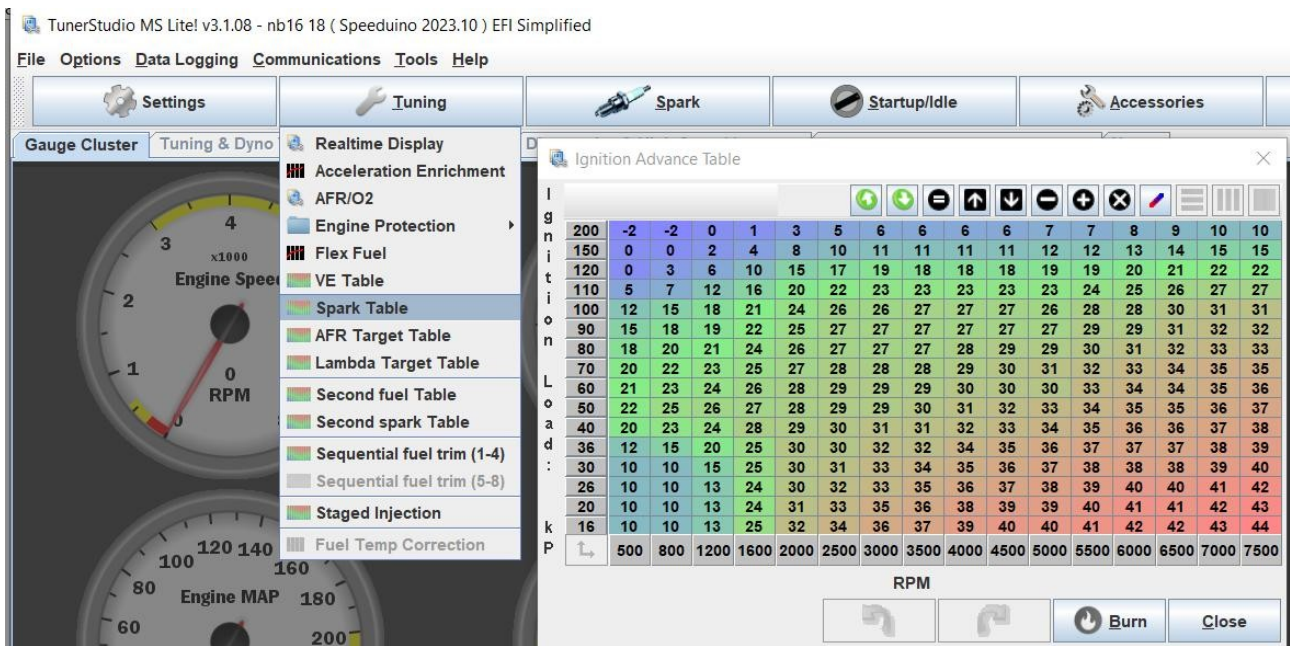 TunerStudio MS Lite! v3.1.08 - nb16 18 ( Speeduino 2023.10 ) EFI Simplified
File Options Data Logging Communications Tools Help
Settings Tuning Spark Startup/Idle Accessories
Gauge Cluster Tuning & Dyno
Realtime Display
Acceleration Enrichment
AFR/O2
Engine Protection
Flex Fuel
VE Table
Spark Table
AFR Target Table
Lambda Target Table
Second fuel Table
Second spark Table
Sequential fuel trim (1-4)
Sequential fuel trim (5-8)
Staged Injection
Fuel Temp Correction
4
3
x1000
Engine Spee
2
1
0
RPM
0
120 140
100 160
80 Engine MAP 180
60
200
Ignition Advance Table
Ignition Load: kP
200 -2 -2 0 1 3 5 6 6 6 6 7 7 8 9 10 10
150 0 0 2 4 8 10 11 11 11 11 12 12 13 14 15 15
120 0 3 6 10 15 17 19 18 18 18 19 19 20 21 22 22
110 5 7 12 16 20 22 23 23 23 23 23 24 25 26 27 27
100 12 15 18 21 24 26 26 27 27 27 26 28 28 30 31 31
90 15 18 19 22 25 27 27 27 27 27 27 29 29 31 32 32
80 18 20 21 24 26 27 27 27 28 29 29 30 31 32 33 33
70 20 22 23 25 27 28 28 28 29 30 31 32 33 34 35 35
60 21 23 24 26 28 29 29 29 30 30 30 33 34 34 35 36
50 22 25 26 27 28 29 29 30 31 32 33 34 35 35 36 37
40 20 23 24 28 29 30 31 31 32 33 34 35 36 36 37 38
36 12 15 20 25 30 30 32 32 34 35 36 37 37 37 38 39
30 10 10 15 25 30 31 33 34 35 36 37 38 38 38 39 40
26 10 10 13 24 30 32 33 35 36 37 38 39 40 40 41 42
20 10 10 13 24 31 33 35 36 38 39 39 40 41 41 42 43
16 10 10 13 25 32 34 36 37 39 40 40 41 42 42 43 44
500 800 1200 1600 2000 2500 3000 3500 4000 4500 5000 5500 6000 6500 7000 7500
RPM
Burn Close